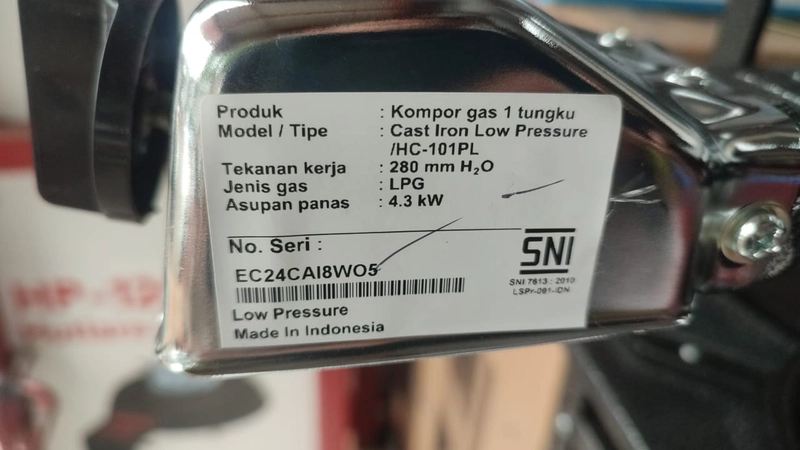 Produk : Kompor gas 1 tungku
Model / Tipe : Cast Iron Low Pressure
/HC-101PL
Tekanan kerja : 280 mm H₂O
Jenis gas : LPG
Asupan panas : 4.3 kW
No. Seri :
EC24CAI8WO5
SNI
SNI 7613 : 2010
LSPr-081-IDN
Low Pressure
Made In Indonesia